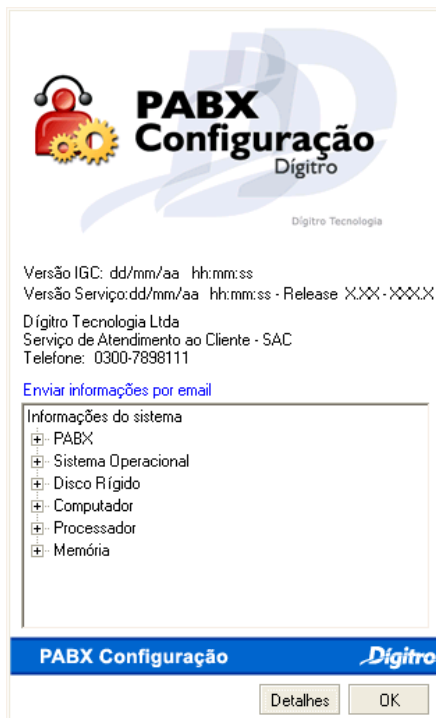 PABX
Configuração
Dígitro
Dígitro Tecnologia
Versão IGC: dd/mm/aa hh:mm:ss
Versão Serviço:dd/mm/aa hh:mm:ss - Release X.XX - XXX.X
Dígitro Tecnologia Ltda
Serviço de Atendimento ao Cliente - SAC
Telefone: 0300-7898111
Enviar informações por email
Informações do sistema
PABX
Sistema Operacional
Disco Rígido
Computador
Processador
Memória
PABX Configuração Dígitro
Detalhes OK